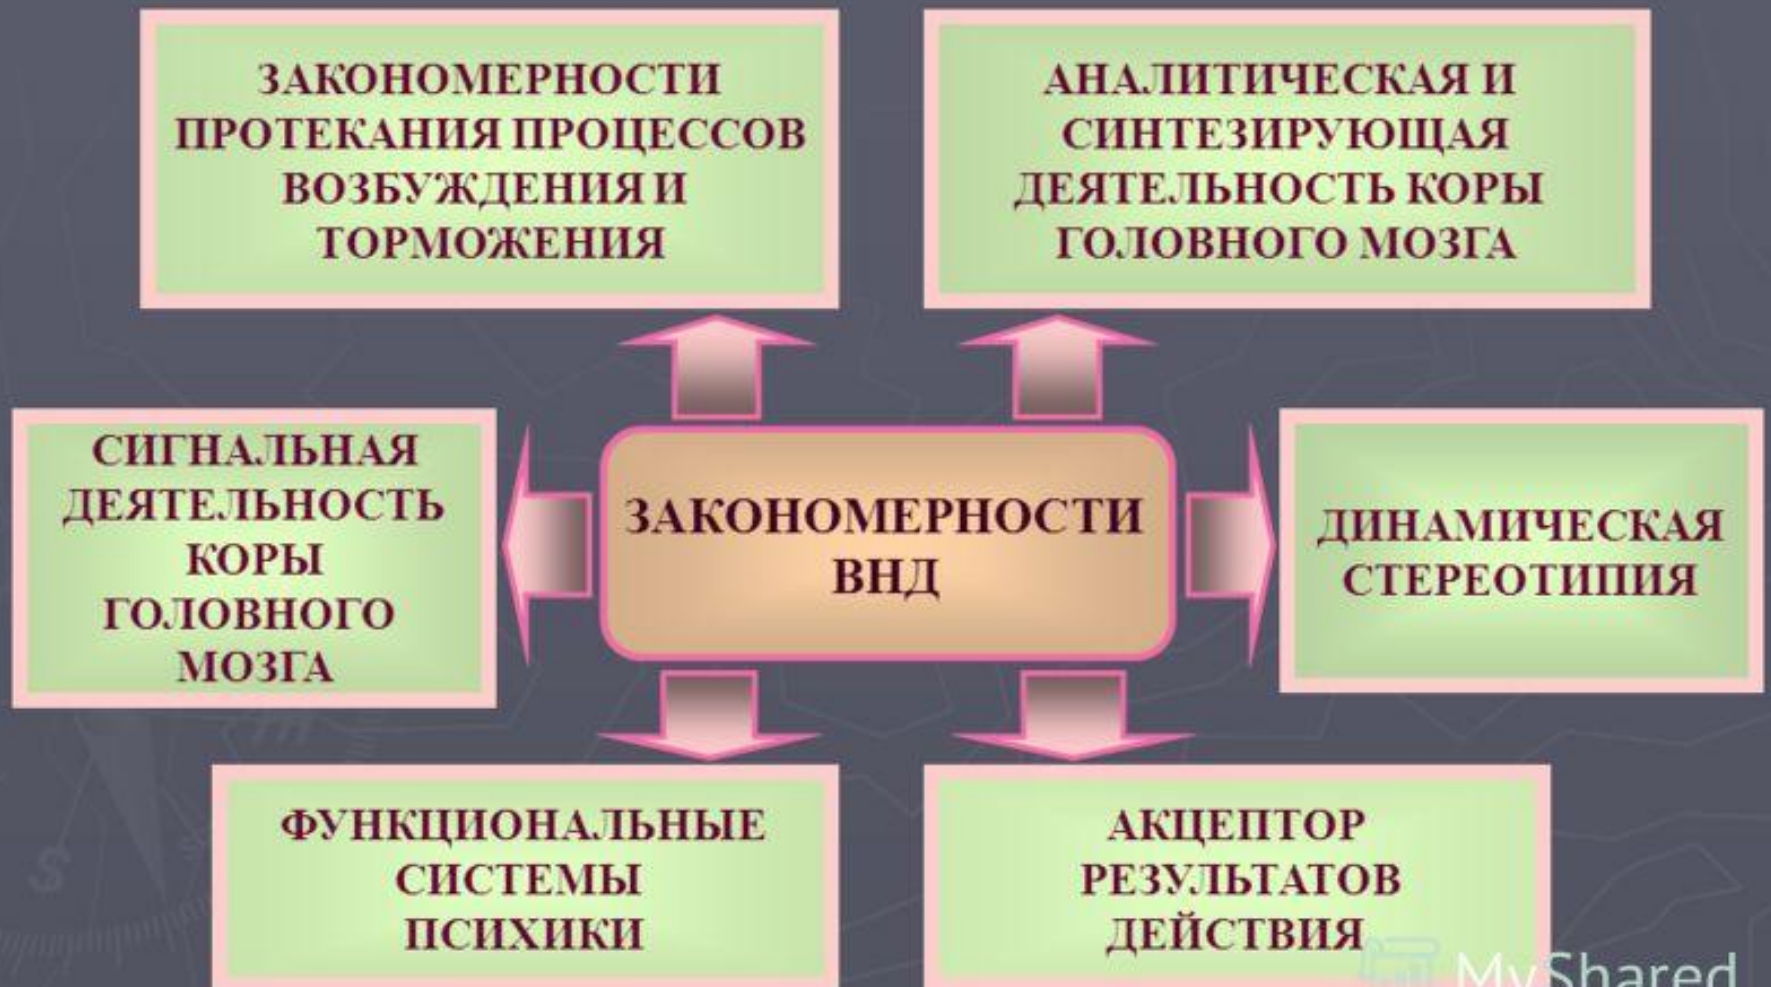 ЗАКОНОМЕРНОСТИ
ПРОТЕКАНИЯ ПРОЦЕССОВ
ВОЗБУЖДЕНИЯ И
ТОРМОЖЕНИЯ
АНАЛИТИЧЕСКАЯ И
СИНТЕЗИРУЮЩАЯ
ДЕЯТЕЛЬНОСТЬ КОРЫ
ГОЛОВНОГО МОЗГА
СИГНАЛЬНАЯ
ДЕЯТЕЛЬНОСТЬ
КОРЫ
ГОЛОВНОГО
МОЗГА
ЗАКОНОМЕРНОСТИ
ВНД
ДИНАМИЧЕСКАЯ
СТЕРЕОТИПИЯ
ФУНКЦИОНАЛЬНЫЕ
СИСТЕМЫ
ПСИХИКИ
АКЦЕПТОР
РЕЗУЛЬТАТОВ
ДЕЙСТВИЯ
MyShared
S